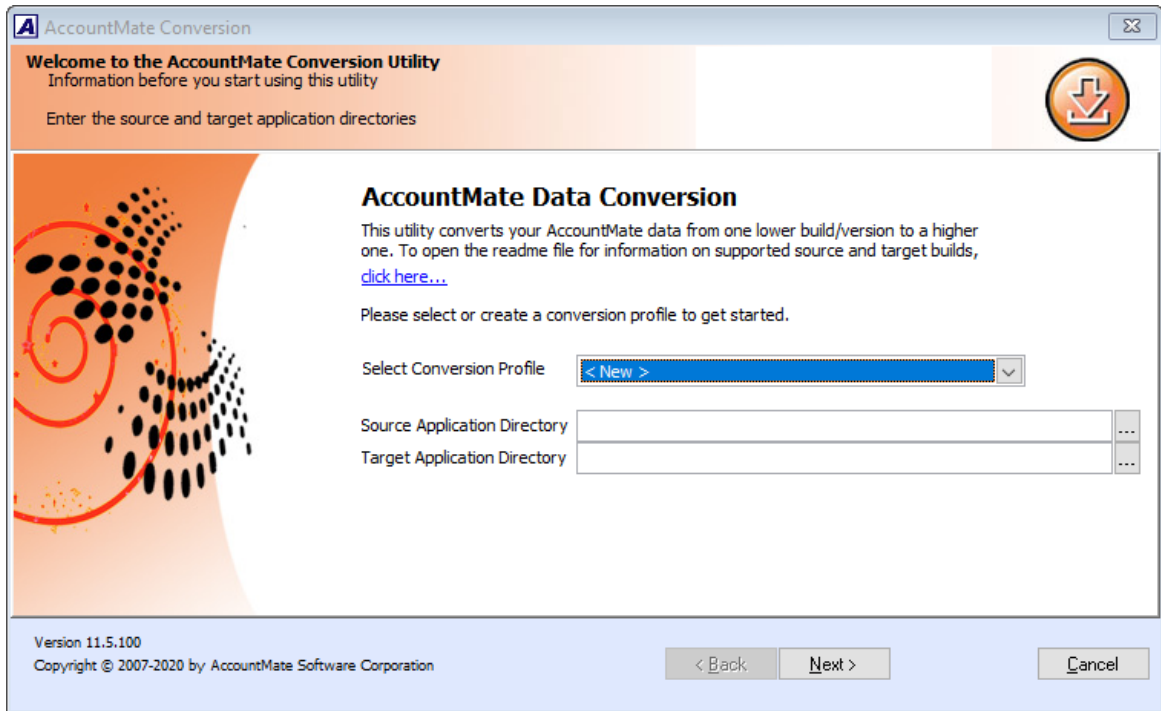 AccountMate Conversion
Welcome to the AccountMate Conversion Utility
Information before you start using this utility
Enter the source and target application directories
AccountMate Data Conversion
This utility converts your AccountMate data from one lower build/version to a higher
one. To open the readme file for information on supported source and target builds,
click here...
Please select or create a conversion profile to get started.
Select Conversion Profile < New >
Source Application Directory ...
Target Application Directory ...
Version 11.5.100
Copyright © 2007-2020 by AccountMate Software Corporation
< Back Next > Cancel